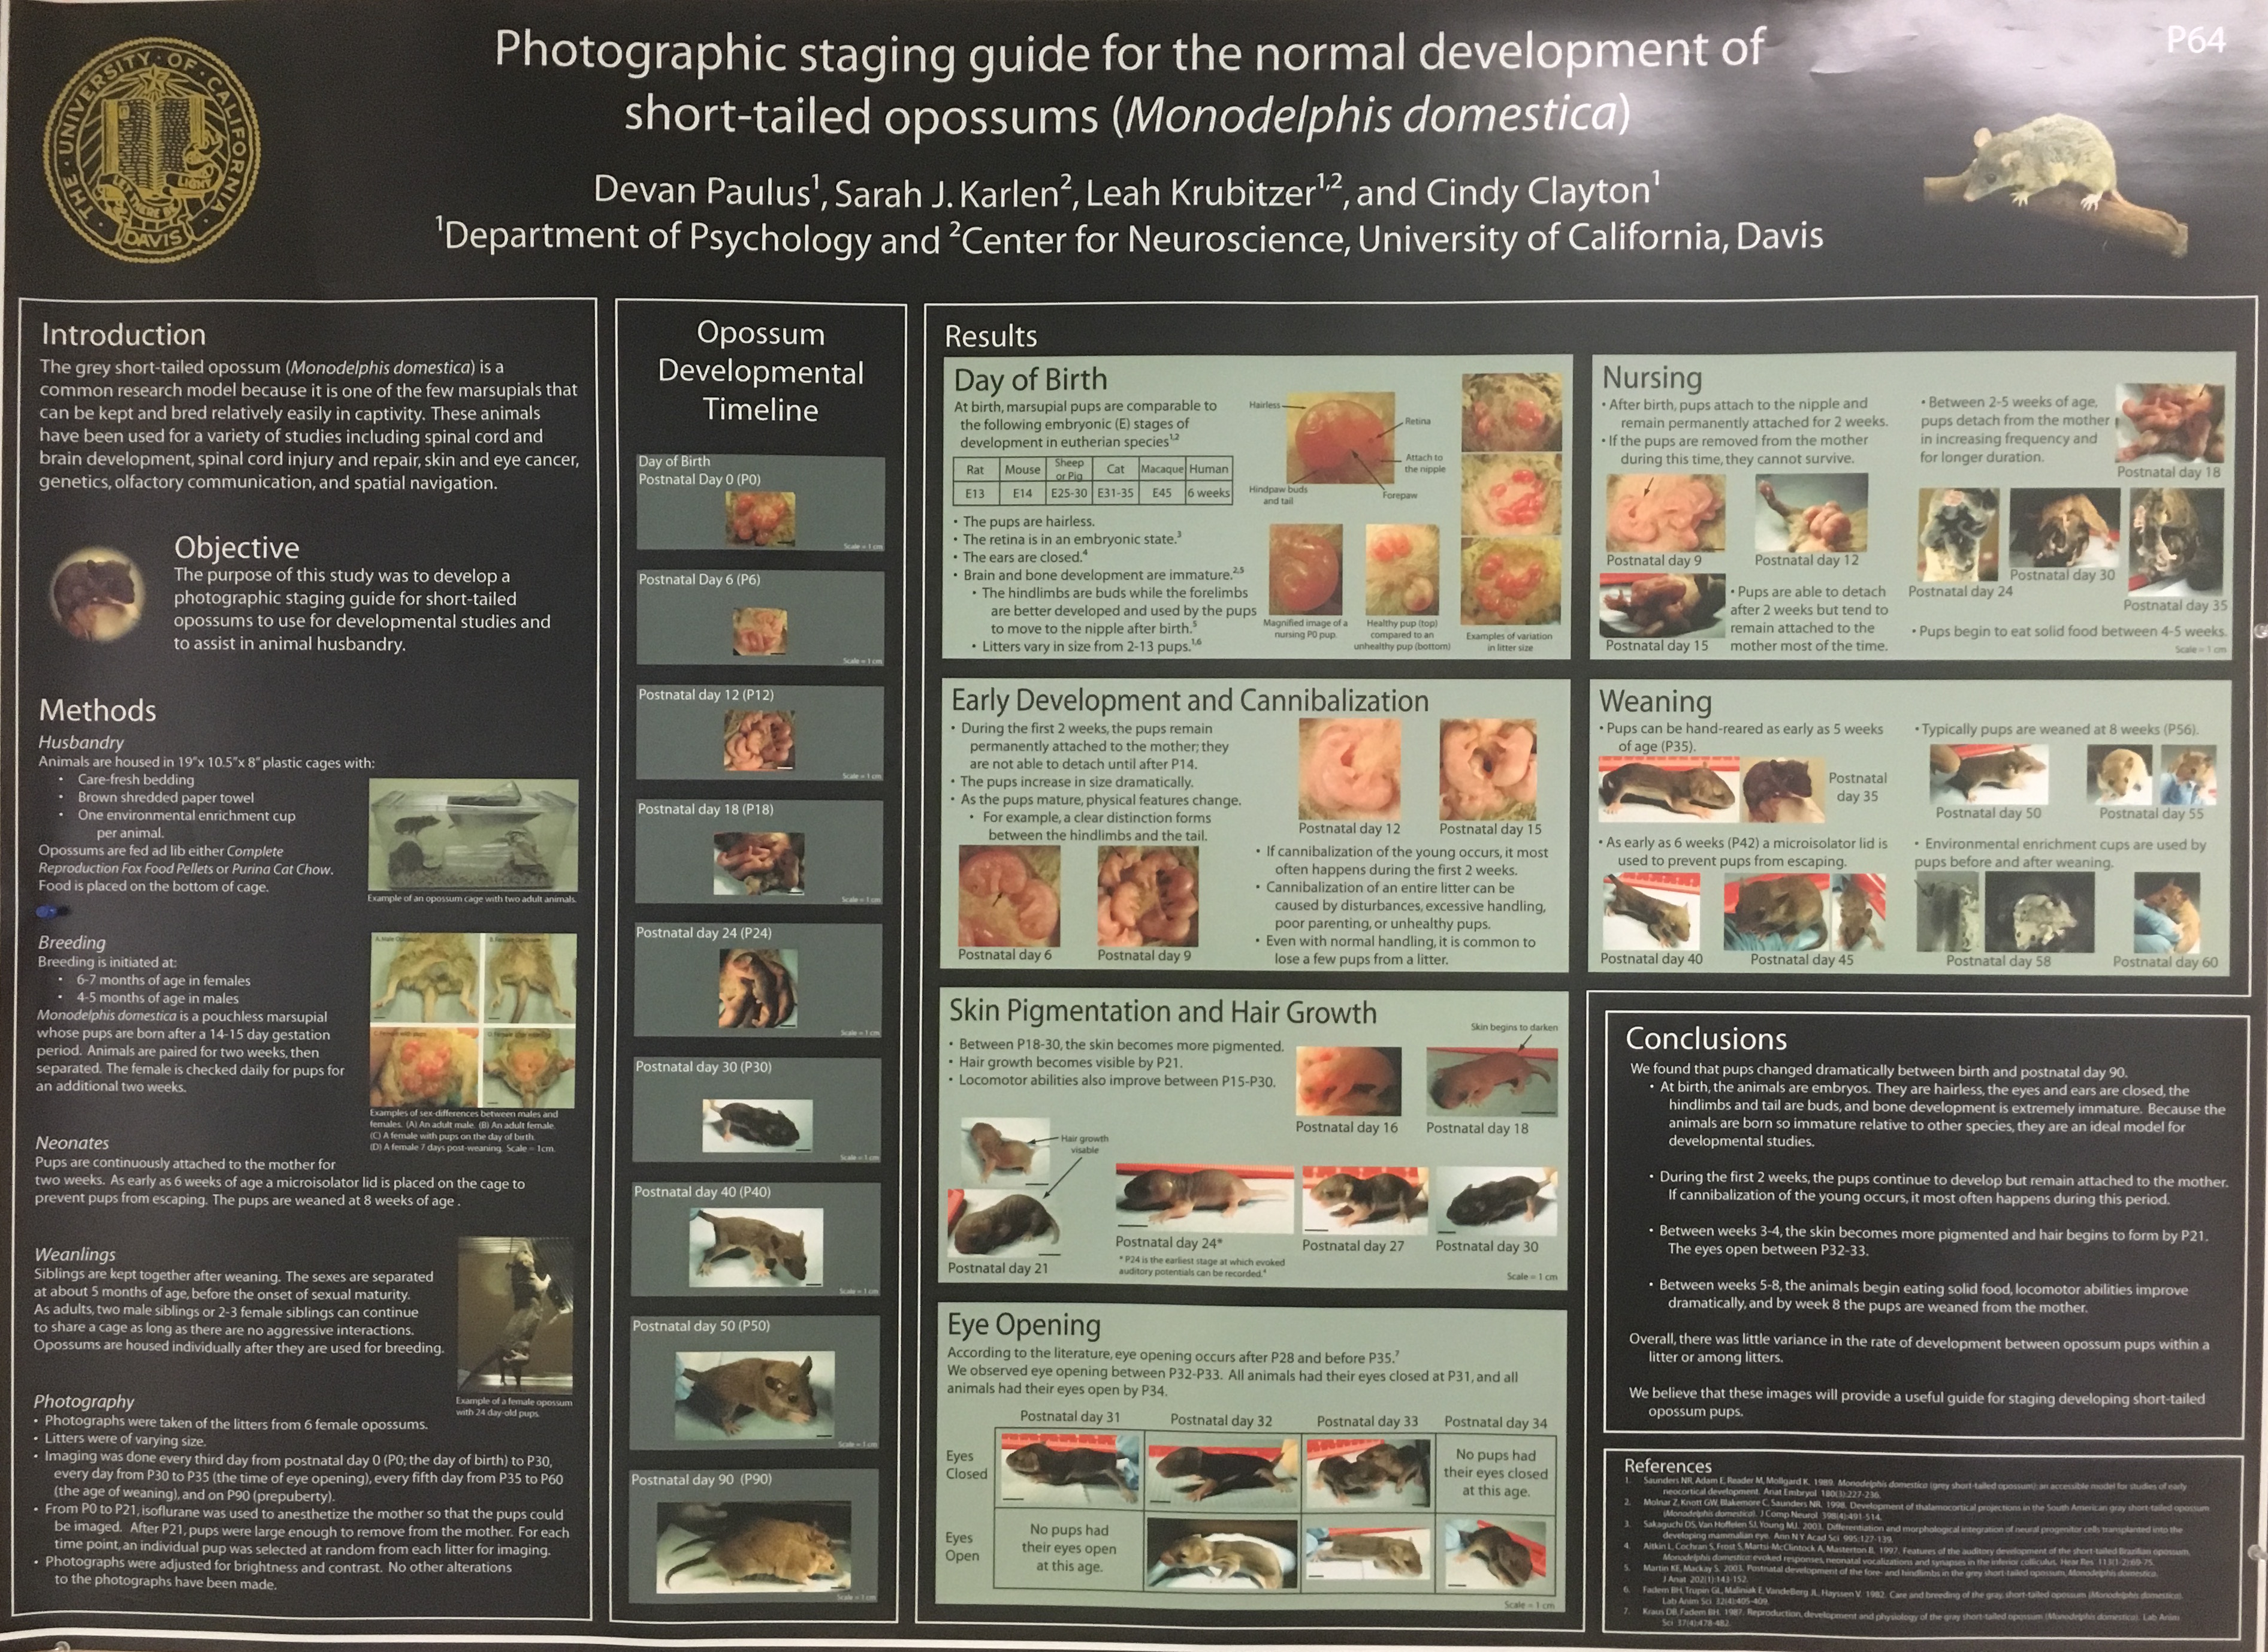 Photographic staging guide for the normal development of
short-tailed opossums (Monodelphis domestica)
P64
Devan Paulus¹, Sarah J. Karlen², Leah Krubitzer¹,², and Cindy Clayton¹
¹Department of Psychology and ²Center for Neuroscience, University of California, Davis
THE · UNIVERSITY · OF · CALIFORNIA ·
LET THERE BE LIGHT
DAVIS
Introduction
The grey short-tailed opossum (Monodelphis domestica) is a
common research model because it is one of the few marsupials that
can be kept and bred relatively easily in captivity. These animals
have been used for a variety of studies including spinal cord and
brain development, spinal cord injury and repair, skin and eye cancer,
genetics, olfactory communication, and spatial navigation.
Objective
The purpose of this study was to develop a
photographic staging guide for short-tailed
opossums to use for developmental studies and
to assist in animal husbandry.
Methods
Husbandry
Animals are housed in 19"x 10.5"x 8" plastic cages with:
• Care-fresh bedding
• Brown shredded paper towel
• One environmental enrichment cup
per animal.
Opossums are fed ad lib either Complete
Reproduction Fox Food Pellets or Purina Cat Chow.
Food is placed on the bottom of cage.
Example of an opossum cage with two adult animals.
Breeding
Breeding is initiated at:
• 6-7 months of age in females
• 4-5 months of age in males
Monodelphis domestica is a pouchless marsupial
whose pups are born after a 14-15 day gestation
period. Animals are paired for two weeks, then
separated. The female is checked daily for pups for
an additional two weeks.
Examples of sex-differences between males and
females. (A) An adult male. (B) An adult female.
(C) A female with pups on the day of birth.
(D) A female 7 days post-weaning. Scale = 1cm.
Neonates
Pups are continuously attached to the mother for
two weeks. As early as 6 weeks of age a microisolator lid is placed on the cage to
prevent pups from escaping. The pups are weaned at 8 weeks of age .
Weanlings
Siblings are kept together after weaning. The sexes are separated
at about 5 months of age, before the onset of sexual maturity.
As adults, two male siblings or 2-3 female siblings can continue
to share a cage as long as there are no aggressive interactions.
Opossums are housed individually after they are used for breeding.
Example of a female opossum
with 24 day-old pups.
Photography
• Photographs were taken of the litters from 6 female opossums.
• Litters were of varying size.
• Imaging was done every third day from postnatal day 0 (P0; the day of birth) to P30,
every day from P30 to P35 (the time of eye opening), every fifth day from P35 to P60
(the age of weaning), and on P90 (prepuberty).
• From P0 to P21, isoflurane was used to anesthetize the mother so that the pups could
be imaged. After P21, pups were large enough to remove from the mother. For each
time point, an individual pup was selected at random from each litter for imaging.
• Photographs were adjusted for brightness and contrast. No other alterations
to the photographs have been made.
Opossum
Developmental
Timeline
Day of Birth
Postnatal Day 0 (P0)
Scale = 1 cm
Postnatal Day 6 (P6)
Scale = 1 cm
Postnatal day 12 (P12)
Scale = 1 cm
Postnatal day 18 (P18)
Scale = 1 cm
Postnatal day 24 (P24)
Scale = 1 cm
Postnatal day 30 (P30)
Scale = 1 cm
Postnatal day 40 (P40)
Scale = 1 cm
Postnatal day 50 (P50)
Scale = 1 cm
Postnatal day 90 (P90)
Scale = 1 cm
Results
Day of Birth
At birth, marsupial pups are comparable to
the following embryonic (E) stages of
development in eutherian species¹,²
Rat Mouse Sheep or Pig Cat Macaque Human
E13 E14 E25-30 E31-35 E45 6 weeks
• The pups are hairless.
• The retina is in an embryonic state.³
• The ears are closed.⁴
• Brain and bone development are immature.²,⁵
• The hindlimbs are buds while the forelimbs
are better developed and used by the pups
to move to the nipple after birth.⁵
• Litters vary in size from 2-13 pups.¹,⁶
Hairless
Retina
Attach to
the nipple
Hindpaw buds
and tail
Forepaw
Magnified image of a
nursing P0 pup.
Healthy pup (top)
compared to an
unhealthy pup (bottom)
Examples of variation
in litter size
Early Development and Cannibalization
• During the first 2 weeks, the pups remain
permanently attached to the mother; they
are not able to detach until after P14.
• The pups increase in size dramatically.
• As the pups mature, physical features change.
• For example, a clear distinction forms
between the hindlimbs and the tail.
Postnatal day 12
Postnatal day 15
Postnatal day 6
Postnatal day 9
• If cannibalization of the young occurs, it most
often happens during the first 2 weeks.
• Cannibalization of an entire litter can be
caused by disturbances, excessive handling,
poor parenting, or unhealthy pups.
• Even with normal handling, it is common to
lose a few pups from a litter.
Skin Pigmentation and Hair Growth
• Between P18-30, the skin becomes more pigmented.
• Hair growth becomes visible by P21.
• Locomotor abilities also improve between P15-P30.
Skin begins to darken
Postnatal day 16
Postnatal day 18
Hair growth
visable
Postnatal day 21
Postnatal day 24*
* P24 is the earliest stage at which evoked
auditory potentials can be recorded.⁴
Postnatal day 27
Postnatal day 30
Scale = 1 cm
Eye Opening
According to the literature, eye opening occurs after P28 and before P35.⁷
We observed eye opening between P32-P33. All animals had their eyes closed at P31, and all
animals had their eyes open by P34.
Postnatal day 31
Postnatal day 32
Postnatal day 33
Postnatal day 34
Eyes
Closed
No pups had
their eyes closed
at this age.
Eyes
Open
No pups had
their eyes open
at this age.
Scale = 1 cm
Nursing
• After birth, pups attach to the nipple and
remain permanently attached for 2 weeks.
• If the pups are removed from the mother
during this time, they cannot survive.
Postnatal day 9
Postnatal day 12
Postnatal day 15
• Pups are able to detach
after 2 weeks but tend to
remain attached to the
mother most of the time.
• Between 2-5 weeks of age,
pups detach from the mother
in increasing frequency and
for longer duration.
Postnatal day 18
Postnatal day 24
Postnatal day 30
Postnatal day 35
• Pups begin to eat solid food between 4-5 weeks.
Scale = 1 cm
Weaning
• Pups can be hand-reared as early as 5 weeks
of age (P35).
Postnatal
day 35
• As early as 6 weeks (P42) a microisolator lid is
used to prevent pups from escaping.
Postnatal day 40
Postnatal day 45
• Typically pups are weaned at 8 weeks (P56).
Postnatal day 50
Postnatal day 55
• Environmental enrichment cups are used by
pups before and after weaning.
Postnatal day 58
Postnatal day 60
Conclusions
We found that pups changed dramatically between birth and postnatal day 90.
• At birth, the animals are embryos. They are hairless, the eyes and ears are closed, the
hindlimbs and tail are buds, and bone development is extremely immature. Because the
animals are born so immature relative to other species, they are an ideal model for
developmental studies.
• During the first 2 weeks, the pups continue to develop but remain attached to the mother.
If cannibalization of the young occurs, it most often happens during this period.
• Between weeks 3-4, the skin becomes more pigmented and hair begins to form by P21.
The eyes open between P32-33.
• Between weeks 5-8, the animals begin eating solid food, locomotor abilities improve
dramatically, and by week 8 the pups are weaned from the mother.
Overall, there was little variance in the rate of development between opossum pups within a
litter or among litters.
We believe that these images will provide a useful guide for staging developing short-tailed
opossum pups.
References
1. Saunders NR, Adam E, Reader M, Mollgard K. 1989. Monodelphis domestica (grey short-tailed opossum): an accessible model for studies of early
neocortical development. Anat Embryol 180(3):227-236.
2. Molnar Z, Knott GW, Blakemore C, Saunders NR. 1998. Development of thalamocortical projections in the South American gray short-tailed opossum
(Monodelphis domestica). J Comp Neurol 398(4):491-514.
3. Sakaguchi DS, Van Hoffelen SJ, Young MJ. 2003. Differentiation and morphological integration of neural progenitor cells transplanted into the
developing mammalian eye. Ann N Y Acad Sci 995:127-139.
4. Aitkin L, Cochran S, Frost S, Martsi-McClintock A, Masterton B. 1997. Features of the auditory development of the short-tailed Brazilian opossum,
Monodelphis domestica: evoked responses, neonatal vocalizations and synapses in the inferior colliculus. Hear Res 113(1-2):69-75.
5. Martin KE, Mackay S. 2003. Postnatal development of the fore- and hindlimbs in the grey short-tailed opossum, Monodelphis domestica.
J Anat 202(1):143-152.
6. Fadem BH, Trupin GL, Maliniak E, VandeBerg JL, Hayssen V. 1982. Care and breeding of the gray, short-tailed opossum (Monodelphis domestica).
Lab Anim Sci 32(4):405-409.
7. Kraus DB, Fadem BH. 1987. Reproduction, development and physiology of the gray short-tailed opossum (Monodelphis domestica). Lab Anim
Sci 37(4):478-482.